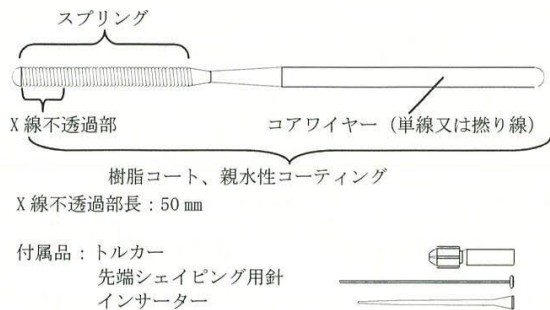 スプリング
X線不透過部
コアワイヤー（単線又は撚り線）
樹脂コート、親水性コーティング
X線不透過部長：50 mm
付属品：トルカー
先端シェイピング用針
インサーター